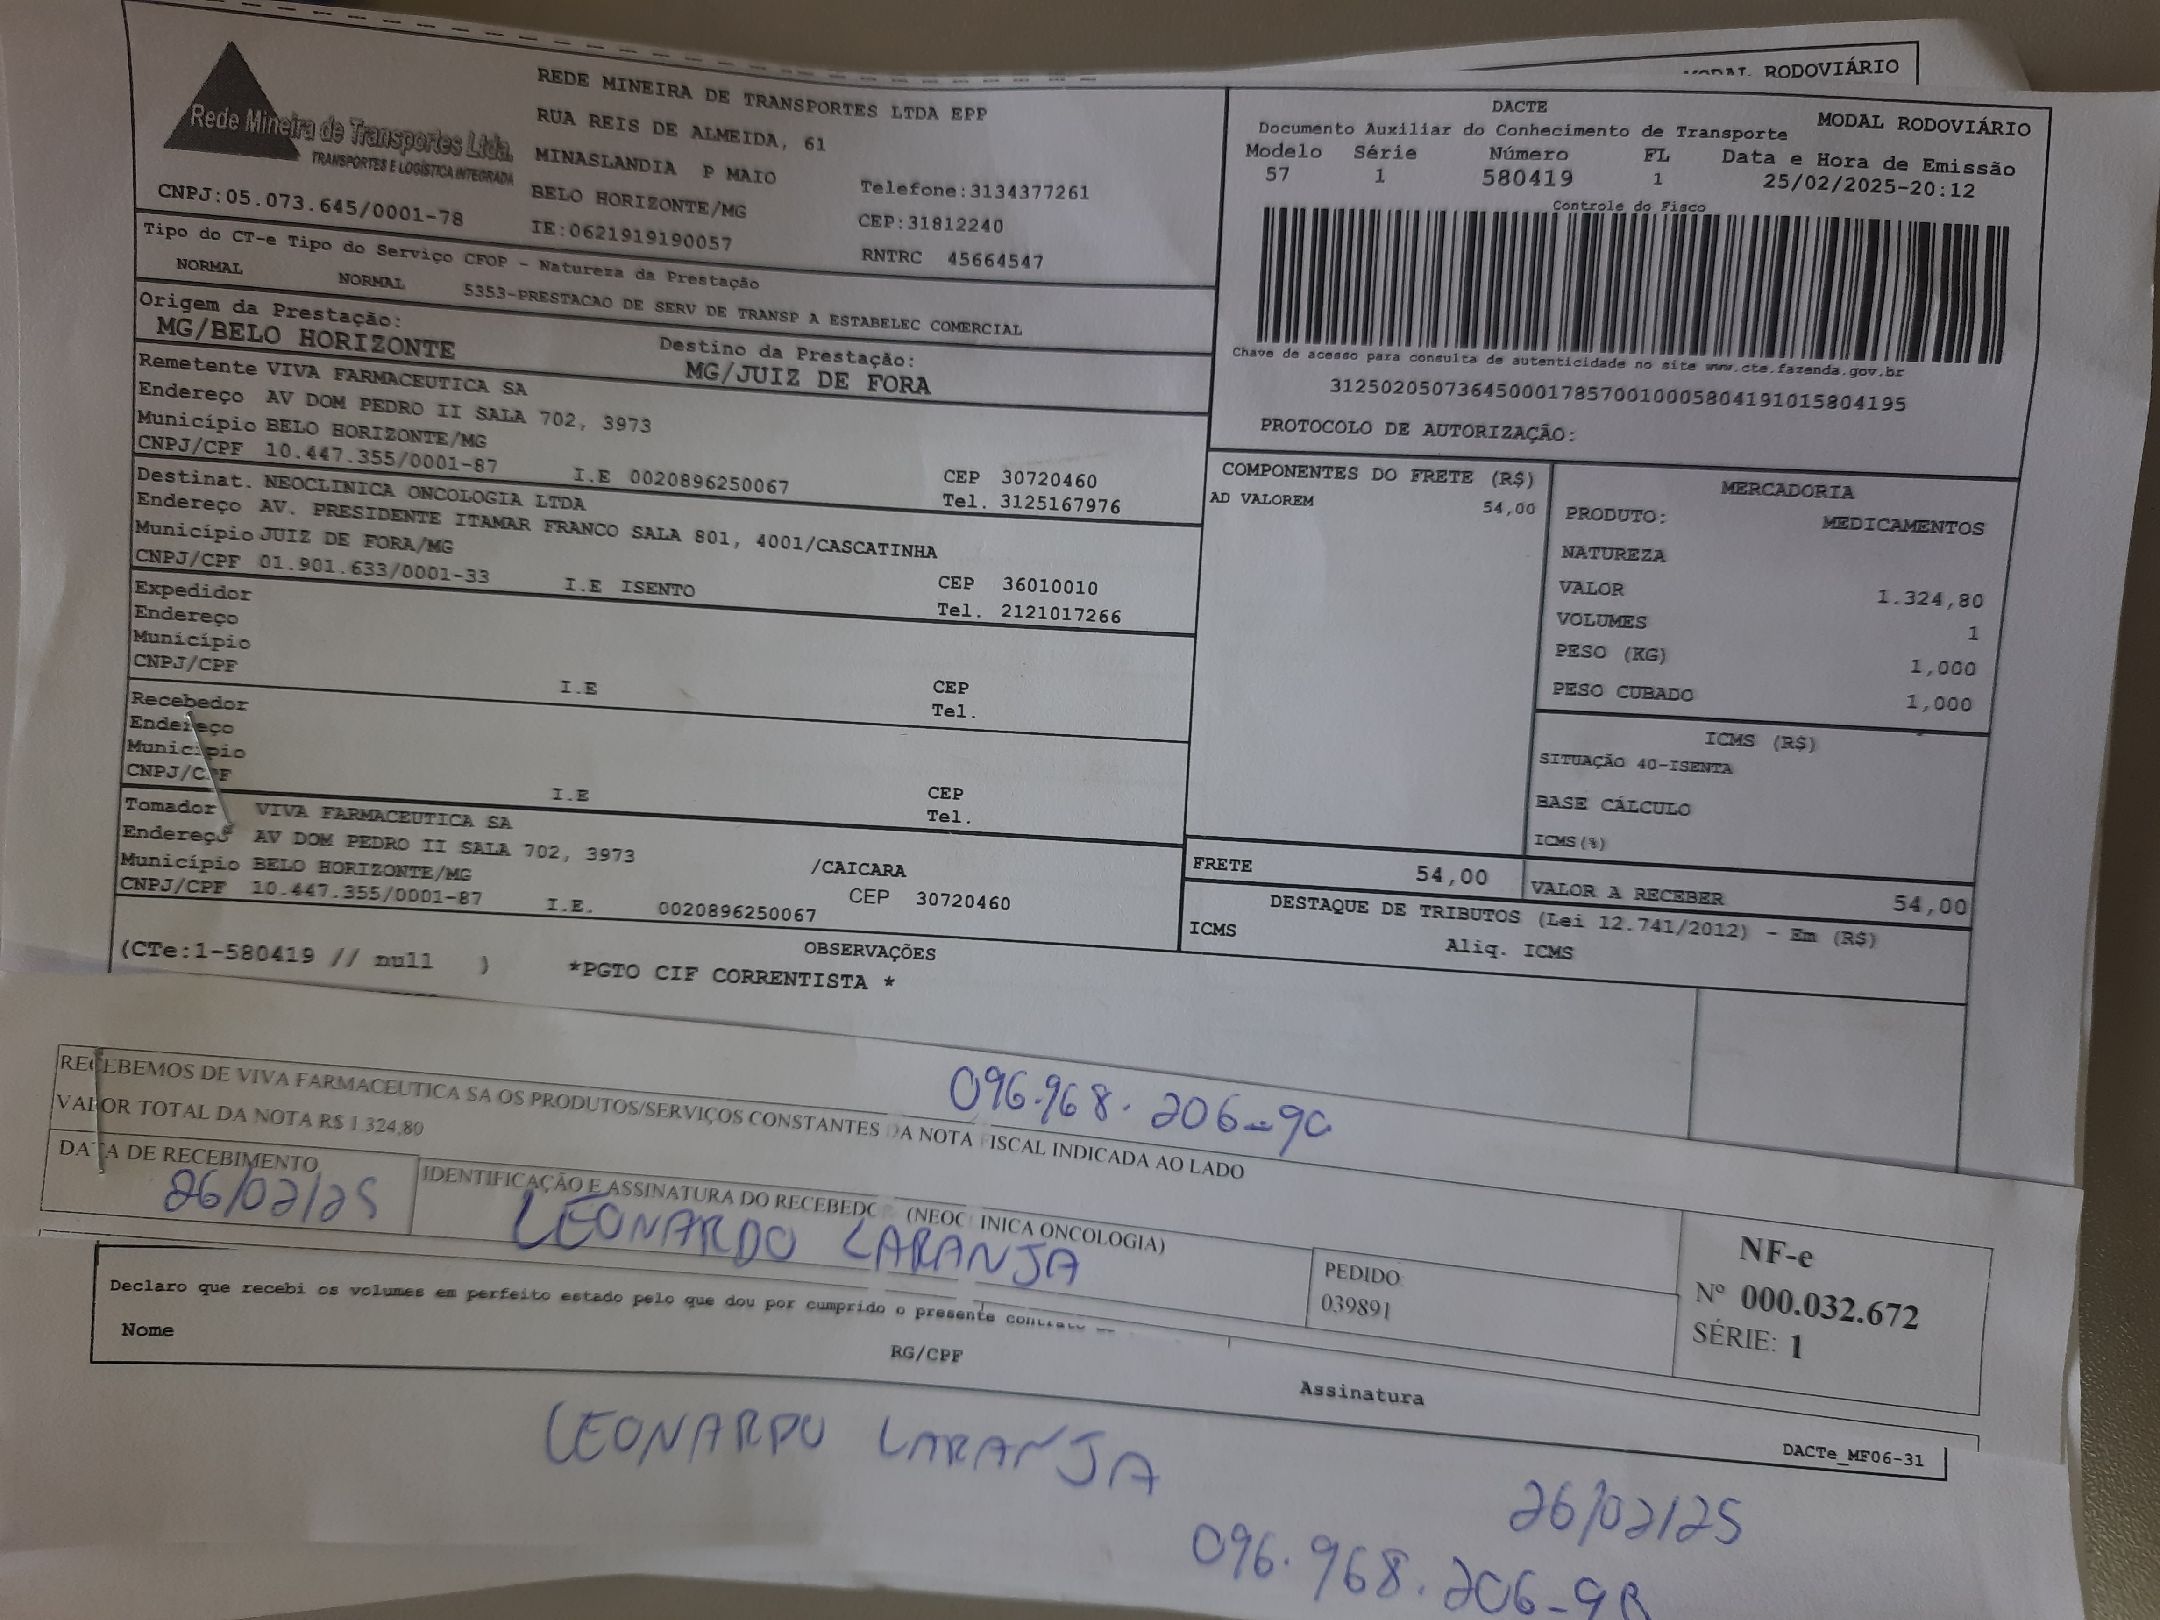 MODAL RODOVIÁRIO
Rede Mineira de Transportes Ltda.
TRANSPORTES E LOGÍSTICA INTEGRADA
CNPJ:05.073.645/0001-78
REDE MINEIRA DE TRANSPORTES LTDA EPP
RUA REIS DE ALMEIDA, 61
MINASLANDIA P MAIO
BELO HORIZONTE/MG
IE:0621919190057
Telefone:3134377261
CEP:31812240
RNTRC 45664547
DACTE
MODAL RODOVIÁRIO
Documento Auxiliar do Conhecimento de Transporte
Modelo Série Número FL Data e Hora de Emissão
57 1 580419 1 25/02/2025-20:12
Controle do Fisco
Chave de acesso para consulta de autenticidade no site www.cte.fazenda.gov.br
31250205073645000178570010005804191015804195
PROTOCOLO DE AUTORIZAÇÃO:
Tipo do CT-e Tipo do Serviço CFOP - Natureza da Prestação
NORMAL NORMAL 5353-PRESTACAO DE SERV DE TRANSP A ESTABELEC COMERCIAL
Origem da Prestação:
MG/BELO HORIZONTE
Destino da Prestação:
MG/JUIZ DE FORA
Remetente VIVA FARMACEUTICA SA
Endereço AV DOM PEDRO II SALA 702, 3973
Município BELO HORIZONTE/MG CEP 30720460
CNPJ/CPF 10.447.355/0001-87 I.E 0020896250067 Tel. 3125167976
Destinat. NEOCLINICA ONCOLOGIA LTDA
Endereço AV. PRESIDENTE ITAMAR FRANCO SALA 801, 4001/CASCATINHA
Município JUIZ DE FORA/MG CEP 36010010
CNPJ/CPF 01.901.633/0001-33 I.E ISENTO Tel. 2121017266
Expedidor
Endereço
Município CEP
CNPJ/CPF I.E Tel.
Recebedor
Endereço
Município CEP
CNPJ/CPF I.E Tel.
Tomador VIVA FARMACEUTICA SA
Endereço AV DOM PEDRO II SALA 702, 3973 /CAICARA
Município BELO HORIZONTE/MG CEP 30720460
CNPJ/CPF 10.447.355/0001-87 I.E. 0020896250067
COMPONENTES DO FRETE (R$)
AD VALOREM 54,00
MERCADORIA
PRODUTO: MEDICAMENTOS
NATUREZA
VALOR 1.324,80
VOLUMES 1
PESO (KG) 1,000
PESO CUBADO 1,000
ICMS (R$)
SITUAÇÃO 40-ISENTA
BASE CÁLCULO
ICMS(%)
FRETE 54,00 VALOR A RECEBER 54,00
DESTAQUE DE TRIBUTOS (Lei 12.741/2012) - Em (R$)
ICMS Aliq. ICMS
OBSERVAÇÕES
(CTe:1-580419 // null ) *PGTO CIF CORRENTISTA *
096.968.206-90
RECEBEMOS DE VIVA FARMACEUTICA SA OS PRODUTOS/SERVIÇOS CONSTANTES DA NOTA FISCAL INDICADA AO LADO
VALOR TOTAL DA NOTA R$ 1.324,80
DATA DE RECEBIMENTO
26/02/25
IDENTIFICAÇÃO E ASSINATURA DO RECEBEDOR (NEOCLINICA ONCOLOGIA)
LEONARDO LARANJA
PEDIDO
039891
NF-e
Nº 000.032.672
SÉRIE: 1
Declaro que recebi os volumes em perfeito estado pelo que dou por cumprido o presente contrato
Nome RG/CPF Assinatura
DACTe_MF06-31
LEONARDO LARANJA
26/02/25
096.968.206-90